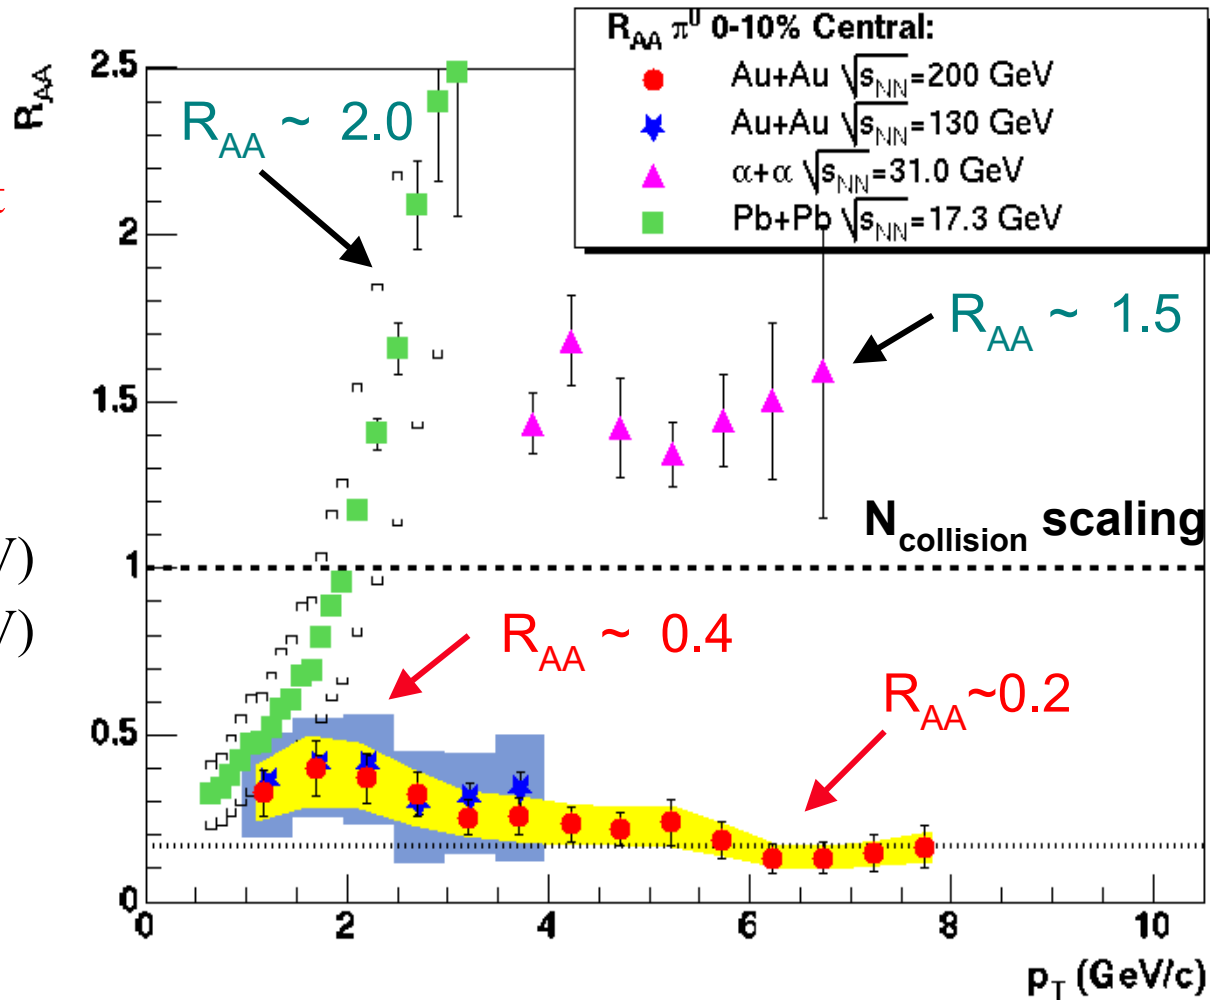 R_AA π⁰ 0-10% Central:
Au+Au √s_NN=200 GeV
Au+Au √s_NN=130 GeV
α+α √s_NN=31.0 GeV
Pb+Pb √s_NN=17.3 GeV
R_AA
2.5
2
1.5
1
0.5
0
R_AA ~ 2.0
t
R_AA ~ 1.5
N_collision scaling
V)
V)
R_AA ~ 0.4
R_AA~0.2
0 2 4 6 8 10
p_T (GeV/c)